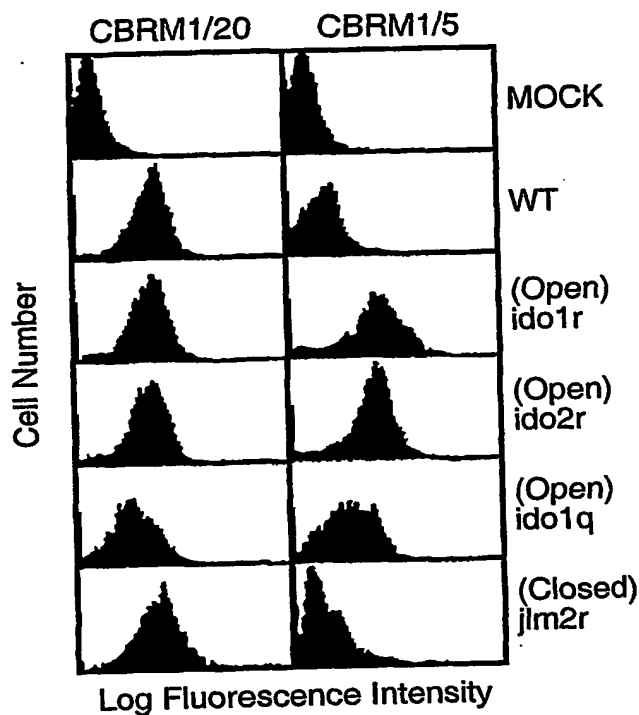 CBRM1/20 CBRM1/5
MOCK
WT
(Open)
ido1r
(Open)
ido2r
(Open)
ido1q
(Closed)
jlm2r
Cell Number
Log Fluorescence Intensity